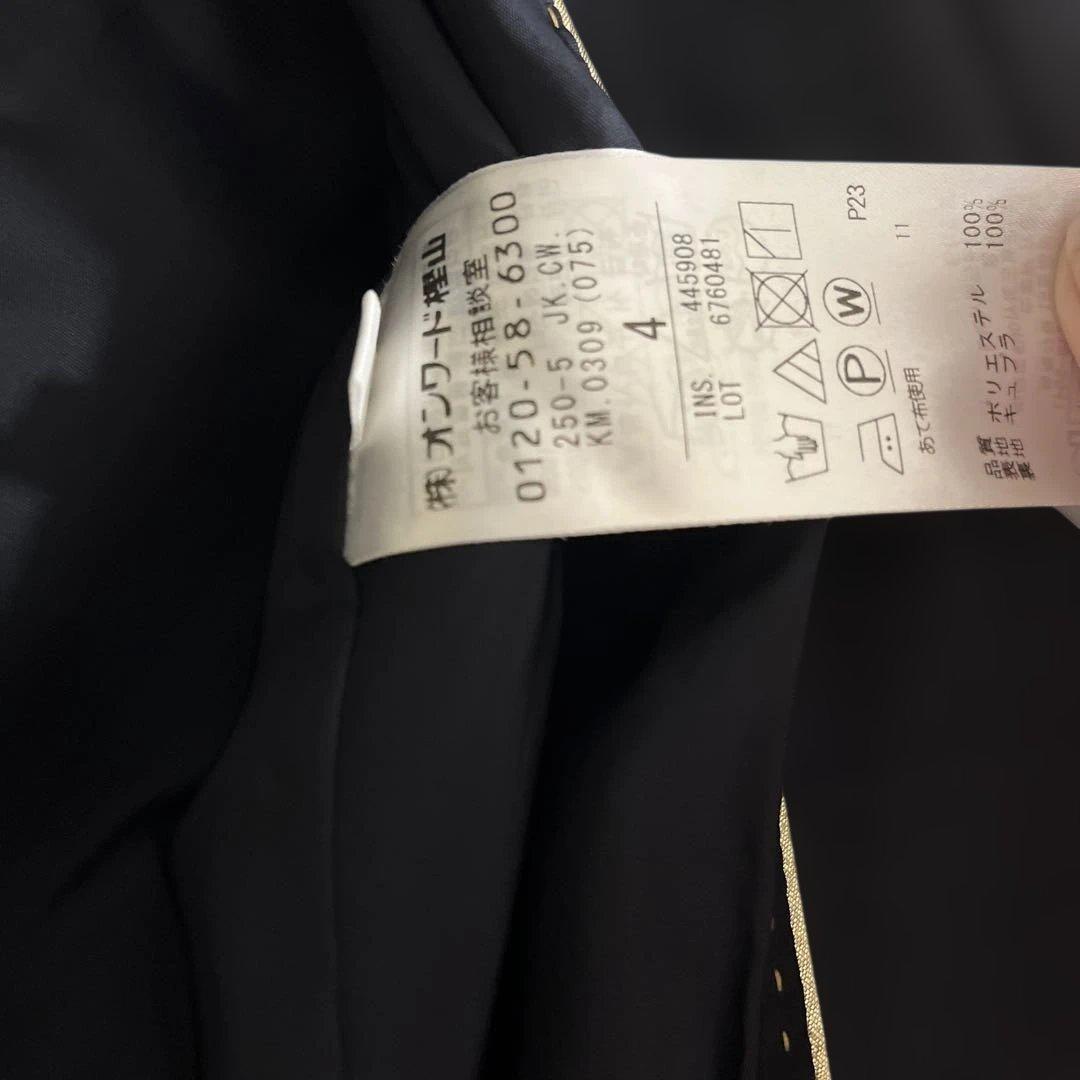 ㈱オンワード樫山
お客様相談室
0120-58-6300
250-5 JK.CW.
KM.0309 (075)
4
INS. 445908
LOT 6760481
P W
あて布使用
P23
11
品質
表地 ポリエステル 100%
裏地 キュプラ 100%